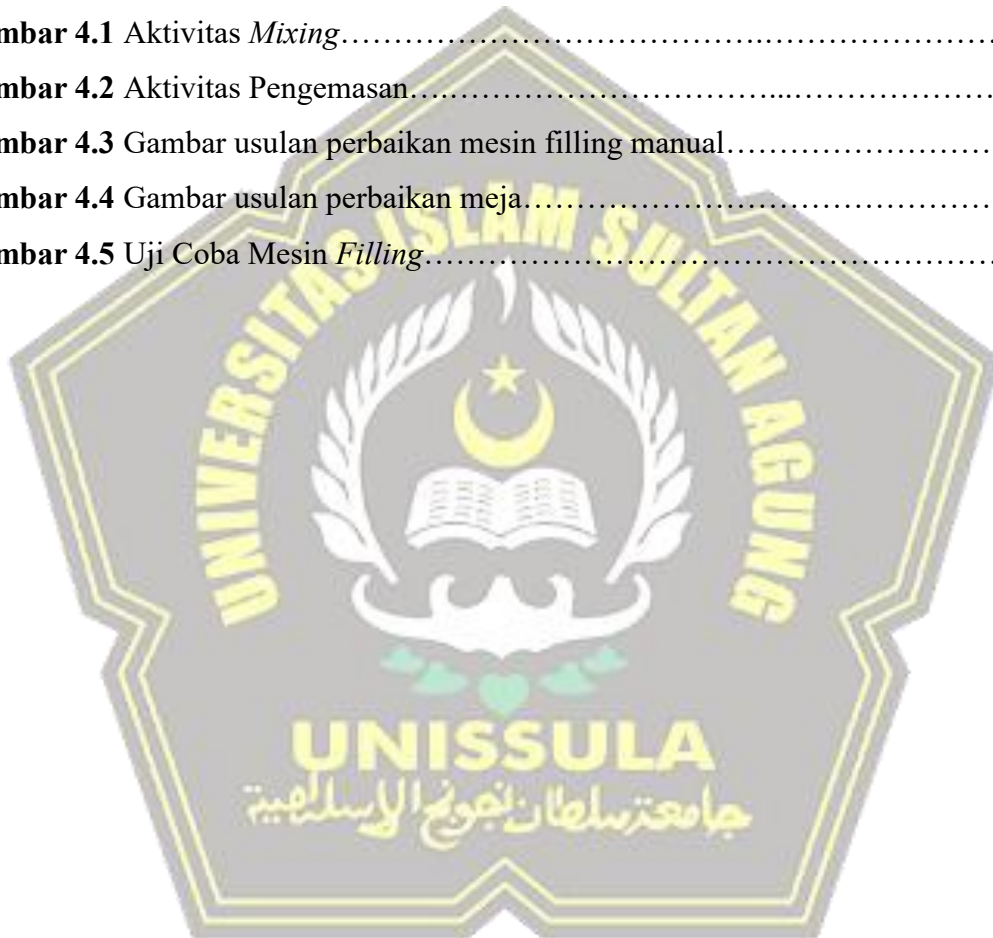 mbar 4.1 Aktivitas Mixing……………………………………….……………………
mbar 4.2 Aktivitas Pengemasan….……………………………...…………………
mbar 4.3 Gambar usulan perbaikan mesin filling manual………………………
mbar 4.4 Gambar usulan perbaikan meja…………………………………………
mbar 4.5 Uji Coba Mesin Filling……………………………………………………
UNIVERSITAS ISLAM SULTAN AGUNG
UNISSULA
جامعة سلطان أجونج الإسلامية